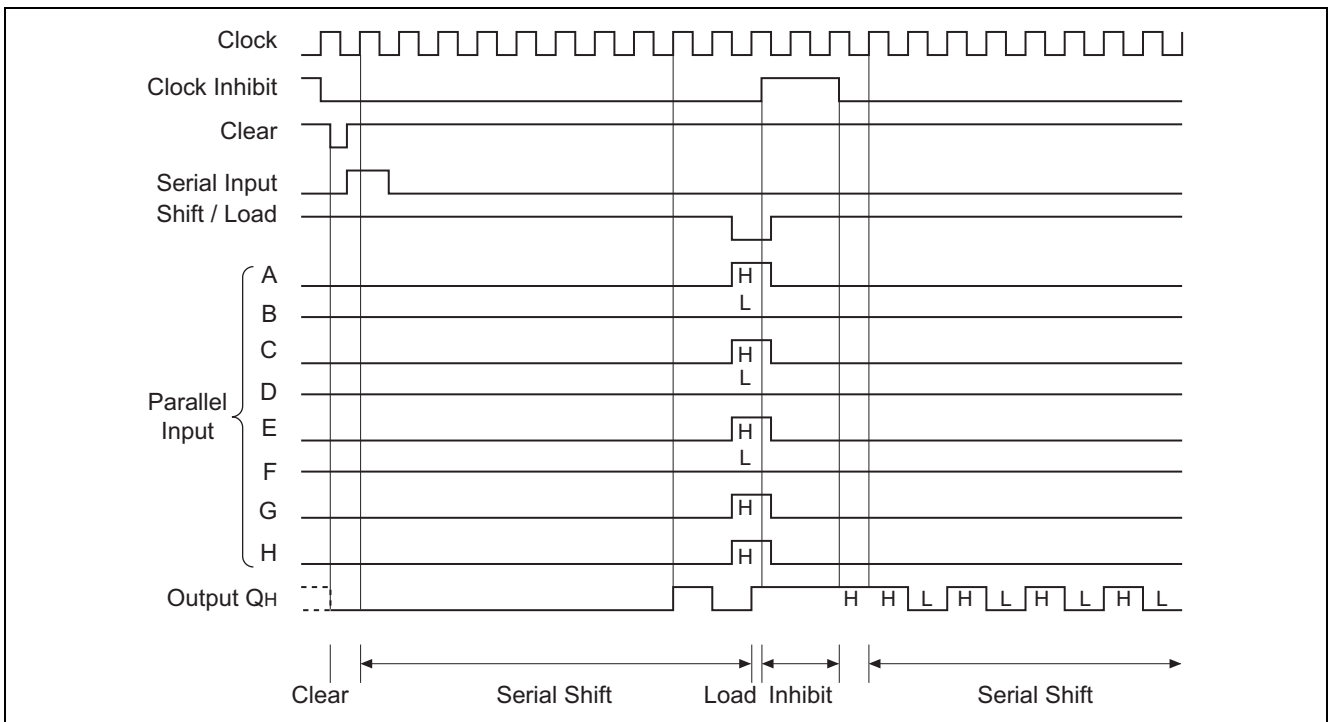 Clock
Clock Inhibit
Clear
Serial Input
Shift / Load
A
H
B
L
C
H
D
L
Parallel
Input
E
H
F
L
G
H
H
H
Output QH
H H L H L H L H L
Clear Serial Shift Load Inhibit Serial Shift